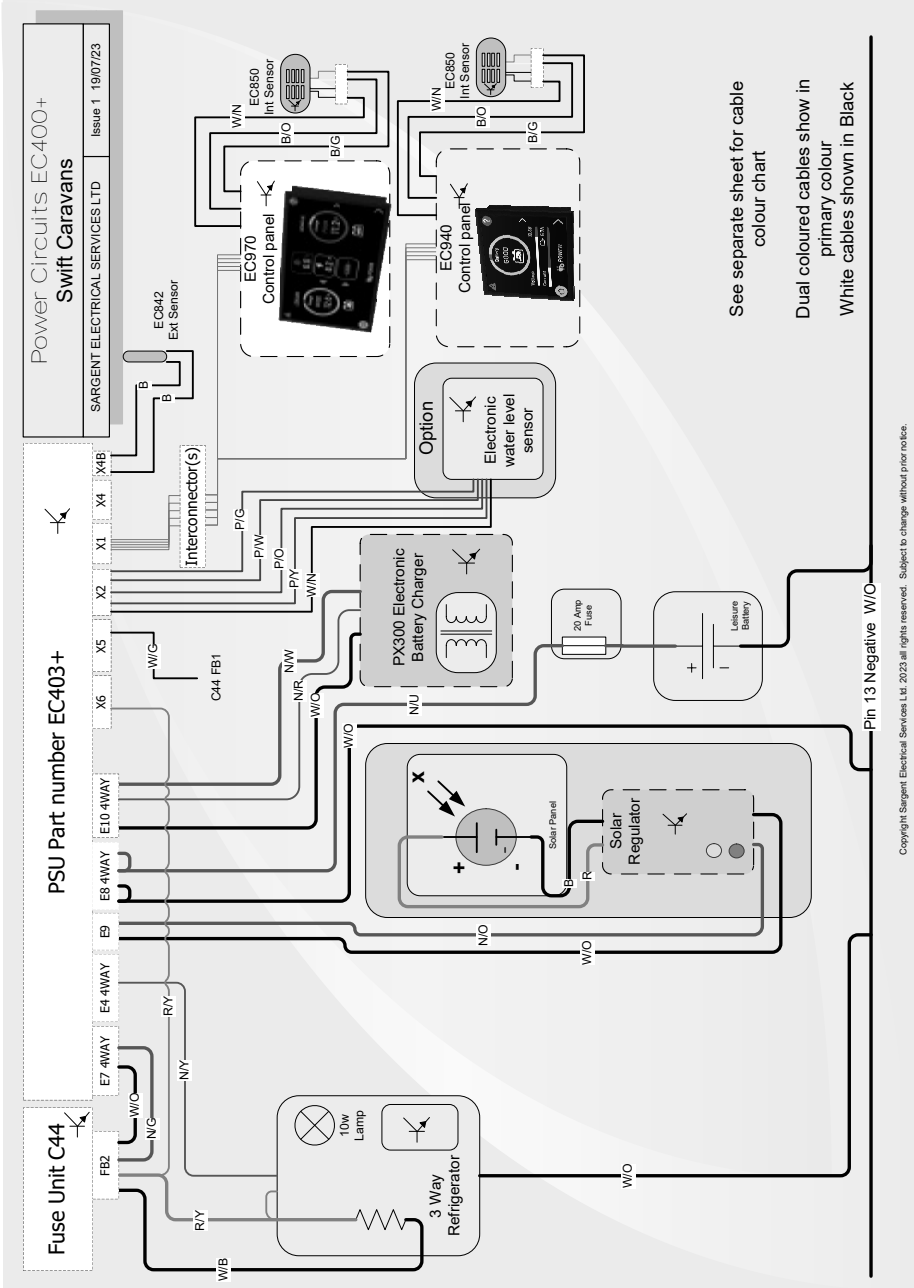 Power Circuits EC400+
Swift Caravans
SARGENT ELECTRICAL SERVICES LTD
Issue 1 19/07/23
Fuse Unit C44
PSU Part number EC403+
FB2
E7 4WAY
E4 4WAY
E9
E8 4WAY
E10 4WAY
X6
X5
X2
X1
X4
X4B
W/O
N/G
R/Y
N/Y
R/Y
W/B
10w
Lamp
3 Way
Refrigerator
W/O
N/O
W/O
X
+
-
-
Solar Panel
B
R
Solar
Regulator
W/O
N/U
W/O
N/R
N/W
PX300 Electronic
Battery Charger
W/G
C44 FB1
20 Amp
Fuse
+
-
Leisure
Battery
W/N
P/Y
P/O
P/W
P/G
Interconnector(s)
Option
Electronic
water level
sensor
B
B
EC842
Ext Sensor
EC970
Control panel
W/N
B/O
B/G
EC850
Int Sensor
EC940
Control panel
W/N
B/O
B/G
EC850
Int Sensor
POWER
See separate sheet for cable
colour chart
Dual coloured cables show in
primary colour
White cables shown in Black
Pin 13 Negative W/O
Copyright Sargent Electrical Services Ltd. 2023 all rights reserved. Subject to change without prior notice.